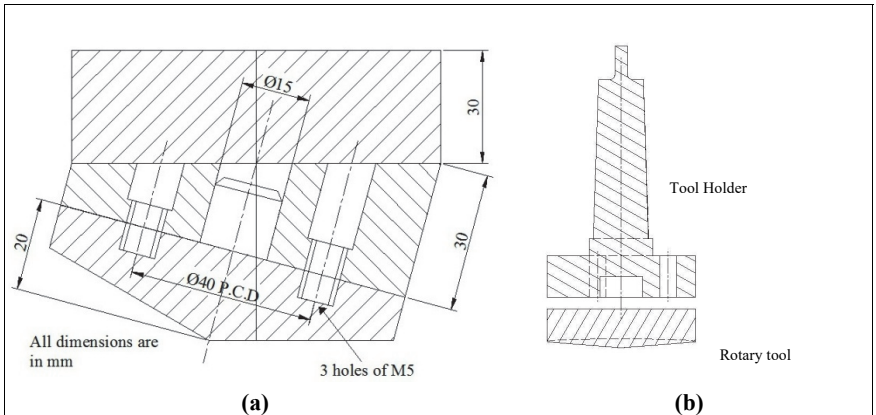 Ø15
30
Tool Holder
20
30
Ø40 P.C.D
All dimensions are
in mm
3 holes of M5
Rotary tool
(a)
(b)